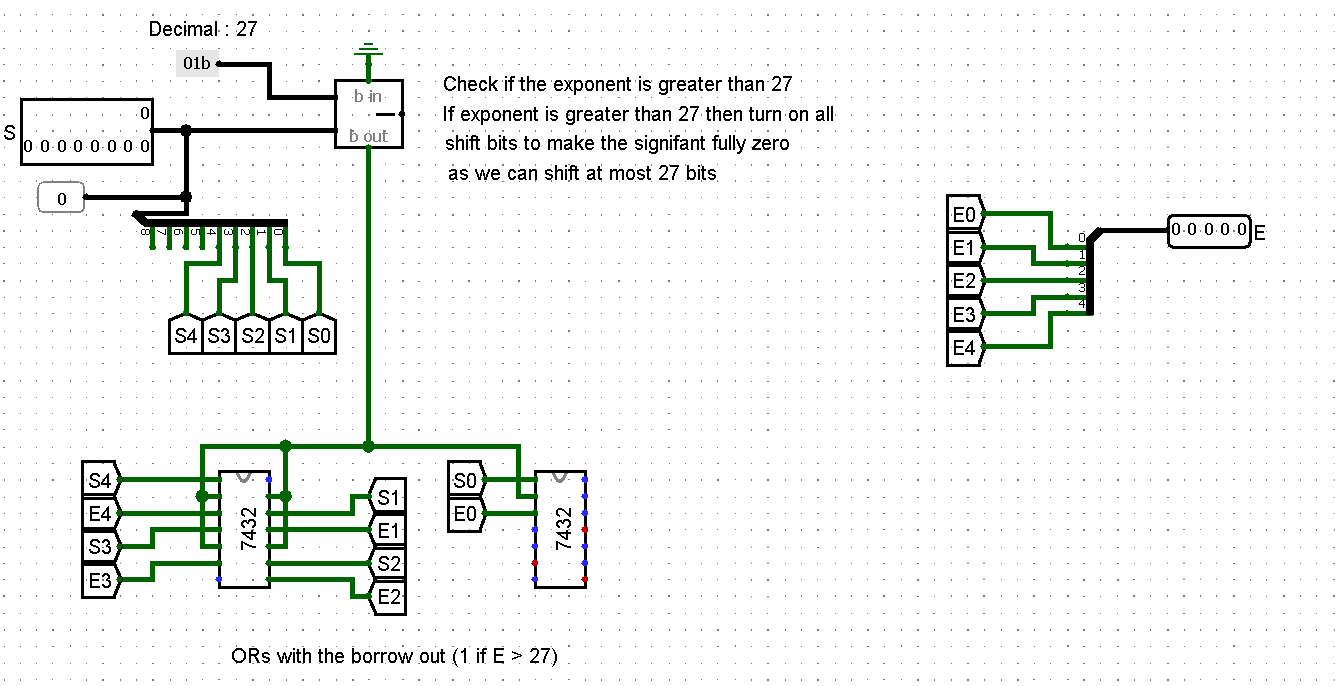 Decimal : 27
01b
b in
b out
Check if the exponent is greater than 27
If exponent is greater than 27 then turn on all
shift bits to make the signifant fully zero
as we can shift at most 27 bits
S
0
0 0 0 0 0 0 0 0
0
8 7 6 5 4 3 2 1 0
S4 S3 S2 S1 S0
E0
E1
E2
E3
E4
0
1
2
3
4
0 0 0 0 0
E
S4
E4
S3
E3
7432
S1
E1
S2
E2
S0
E0
7432
ORs with the borrow out (1 if E > 27)